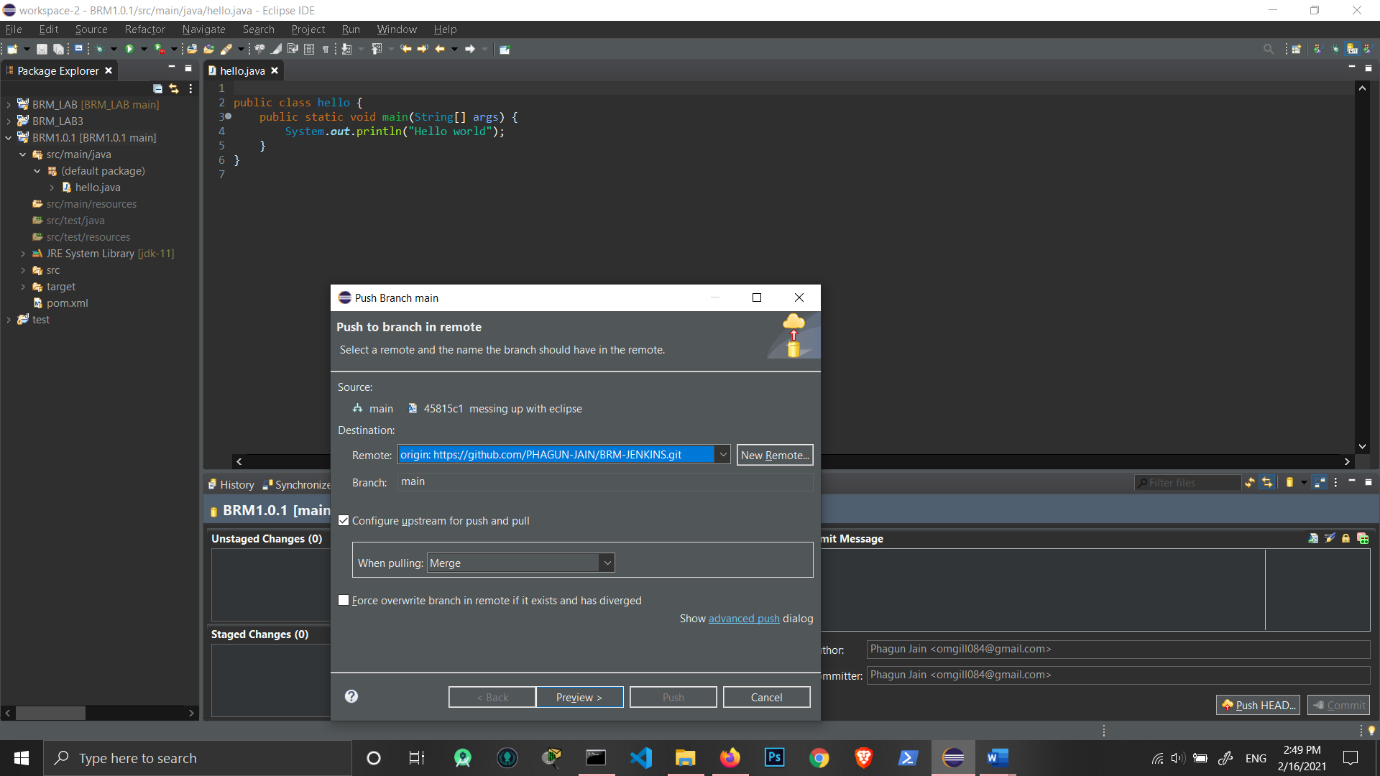 workspace-2 - BRM1.0.1/src/main/java/hello.java - Eclipse IDE
File Edit Source Refactor Navigate Search Project Run Window Help
Package Explorer
hello.java
BRM_LAB [BRM_LAB main]
BRM_LAB3
BRM1.0.1 [BRM1.0.1 main]
src/main/java
(default package)
hello.java
src/main/resources
src/test/java
src/test/resources
JRE System Library [jdk-11]
src
target
pom.xml
test
1
2 public class hello {
3 public static void main(String[] args) {
4 System.out.println("Hello world");
5 }
6 }
7
Push Branch main
Push to branch in remote
Select a remote and the name the branch should have in the remote.
Source:
main 45815c1 messing up with eclipse
Destination:
Remote: origin: https://github.com/PHAGUN-JAIN/BRM-JENKINS.git New Remote...
Branch: main
Configure upstream for push and pull
When pulling: Merge
Force overwrite branch in remote if it exists and has diverged
Show advanced push dialog
< Back Preview > Push Cancel
History Synchronize
Filter files
BRM1.0.1 [main
Unstaged Changes (0)
Staged Changes (0)
mit Message
thor: Phagun Jain <omgill084@gmail.com>
mmitter: Phagun Jain <omgill084@gmail.com>
Push HEAD... Commit
Type here to search
Ps
ENG
2:49 PM
2/16/2021